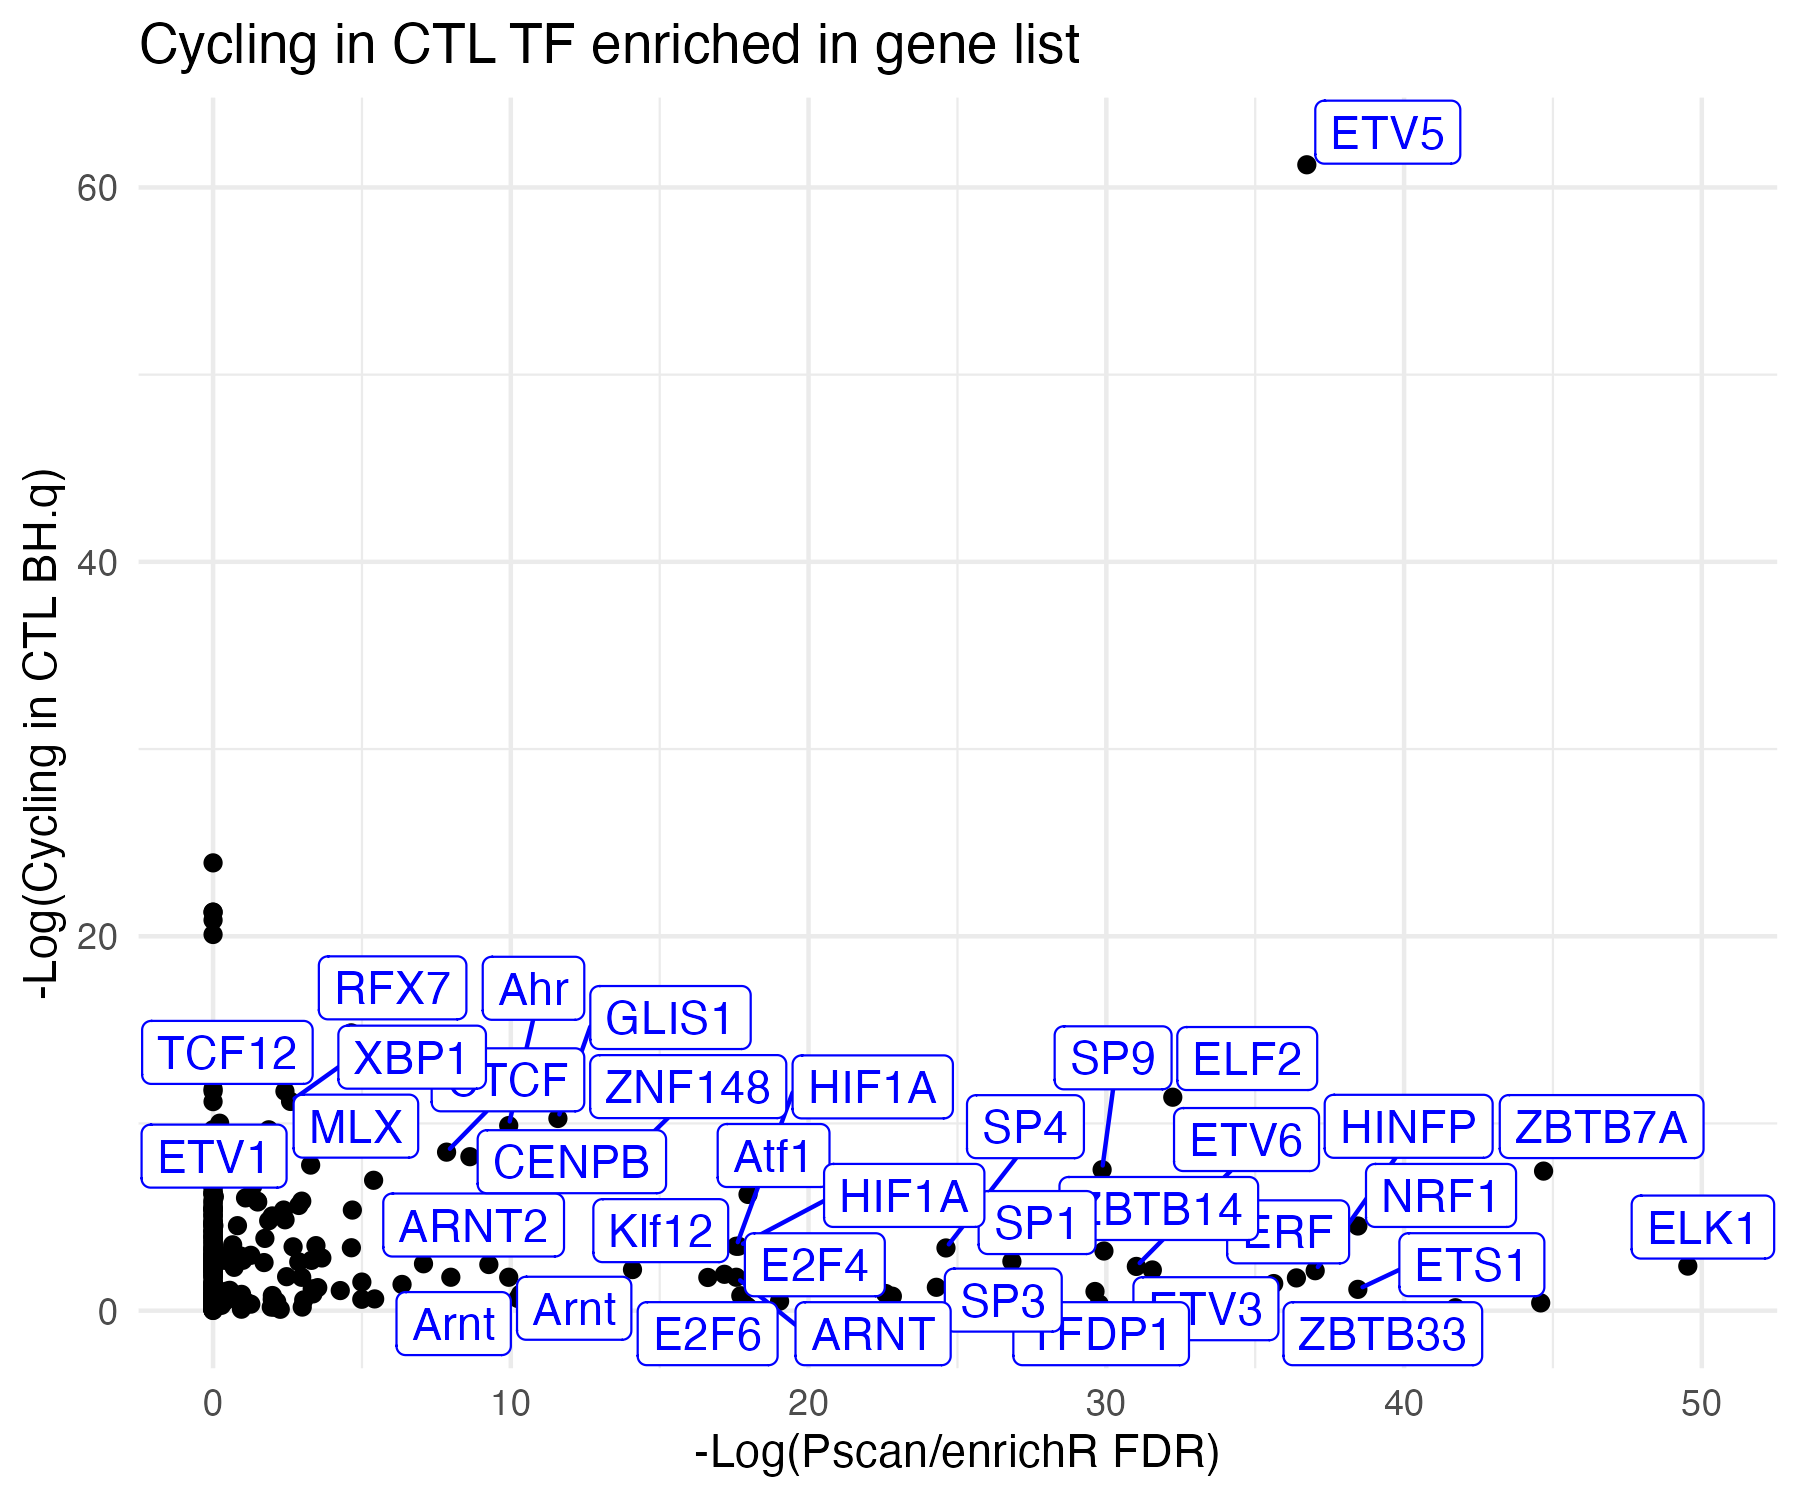 Cycling in CTL TF enriched in gene list
-Log(Cycling in CTL BH.q)
60
40
20
0
ETV5
RFX7
Ahr
GLIS1
TCF12
XBP1
TCF
ZNF148
HIF1A
SP9
ELF2
MLX
SP4
ETV6
HINFP
ZBTB7A
ETV1
CENPB
Atf1
HIF1A
NRF1
ARNT2
Klf12
SP1
ZBTB14
ERF
ELK1
E2F4
ETS1
Arnt
Arnt
SP3
ETV3
E2F6
ARNT
TFDP1
ZBTB33
0
10
20
30
40
50
-Log(Pscan/enrichR FDR)